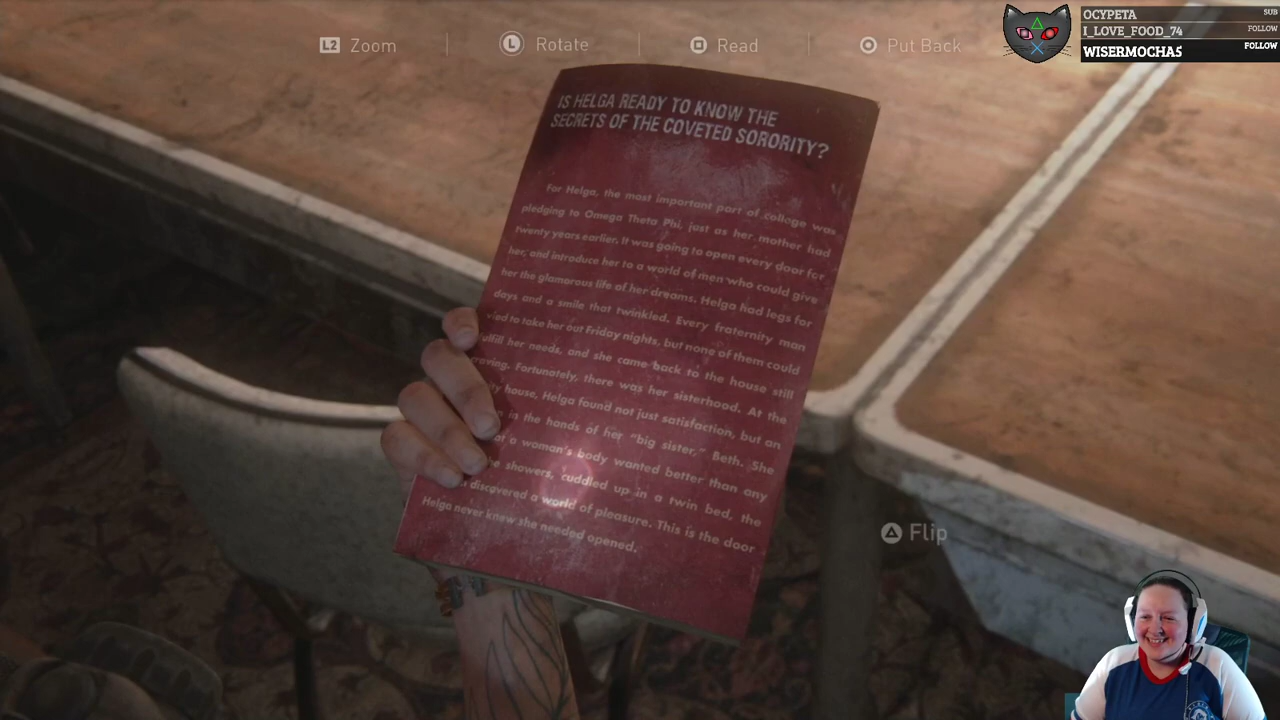 L2 Zoom
L Rotate
Read
Put Back
OCYPETA SUB
I_LOVE_FOOD_74 FOLLOW
WISERMOCHA5 FOLLOW
IS HELGA READY TO KNOW THE
SECRETS OF THE COVETED SORORITY?
For Helga, the most important part of college was
pledging to Omega Theta Phi, just as her mother had
twenty years earlier. It was going to open every door for
her, and introduce her to a world of men who could give
her the glamorous life of her dreams. Helga had legs for
days and a smile that twinkled. Every fraternity man
vied to take her out Friday nights, but none of them could
fulfill her needs, and she came back to the house still
craving. Fortunately, there was her sisterhood. At the
house, Helga found not just satisfaction, but an
in the hands of her "big sister," Beth. She
a woman's body wanted better than any
showers, cuddled up in a twin bed, the
discovered a world of pleasure. This is the door
Helga never knew she needed opened.
Flip